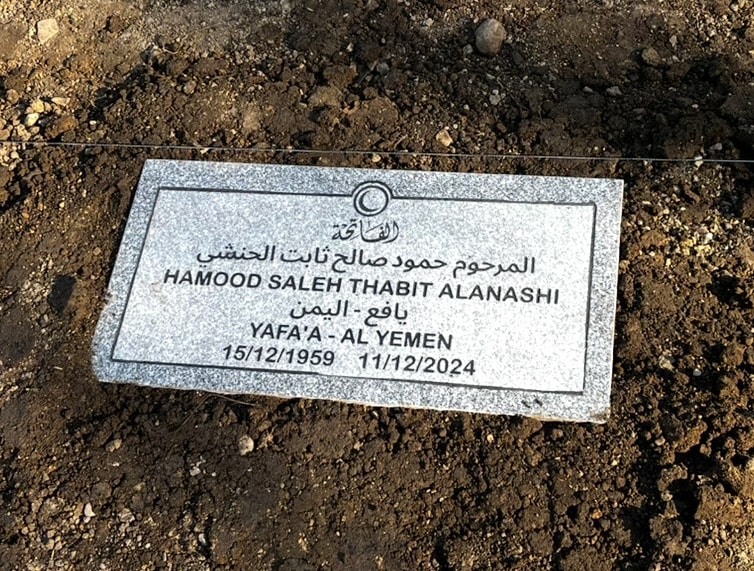 الفاتحة
المرحوم حمود صالح ثابت الحنشي
HAMOOD SALEH THABIT ALANASHI
يافع - اليمن
YAFA'A - AL YEMEN
15/12/1959 11/12/2024